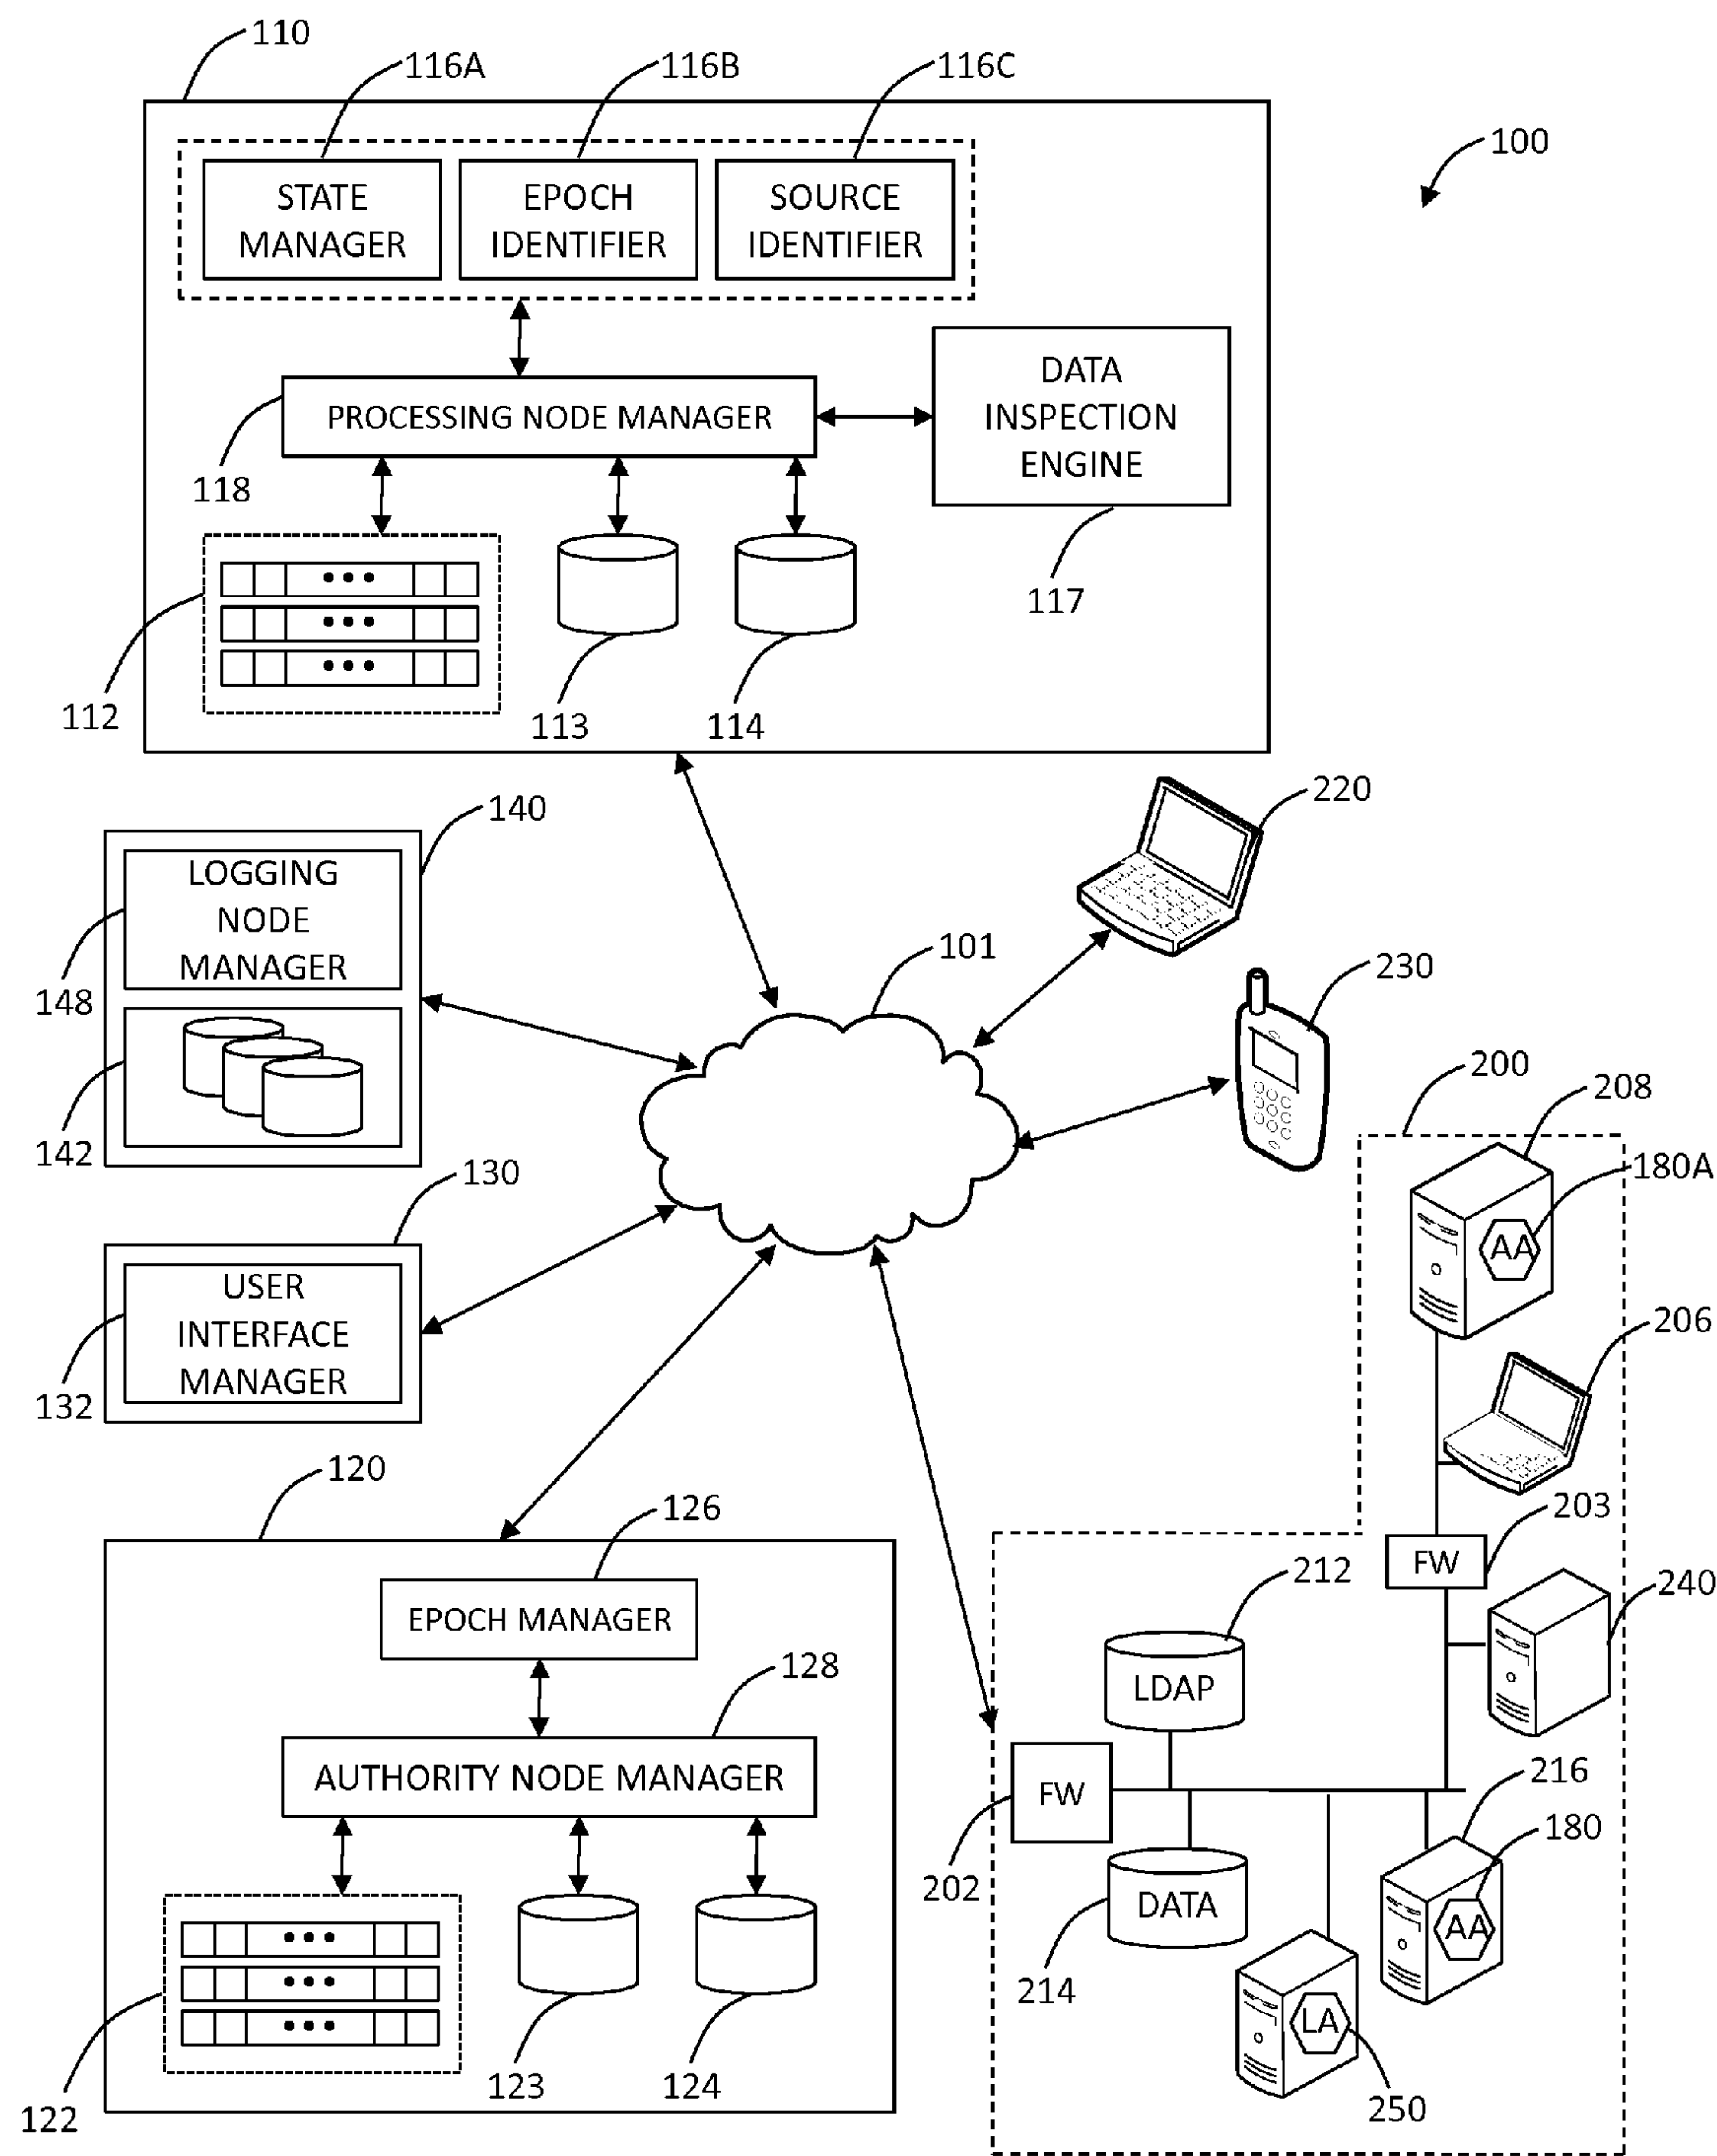 110
116A
116B
116C
100
STATE
MANAGER
EPOCH
IDENTIFIER
SOURCE
IDENTIFIER
PROCESSING NODE MANAGER
DATA
INSPECTION
ENGINE
118
117
112
113
114
140
220
LOGGING
NODE
MANAGER
101
230
148
142
130
200
208
180A
AA
USER
INTERFACE
MANAGER
132
206
120
126
203
FW
212
240
EPOCH MANAGER
LDAP
128
AUTHORITY NODE MANAGER
FW
216
180
202
DATA
AA
214
LA
122
123
124
250